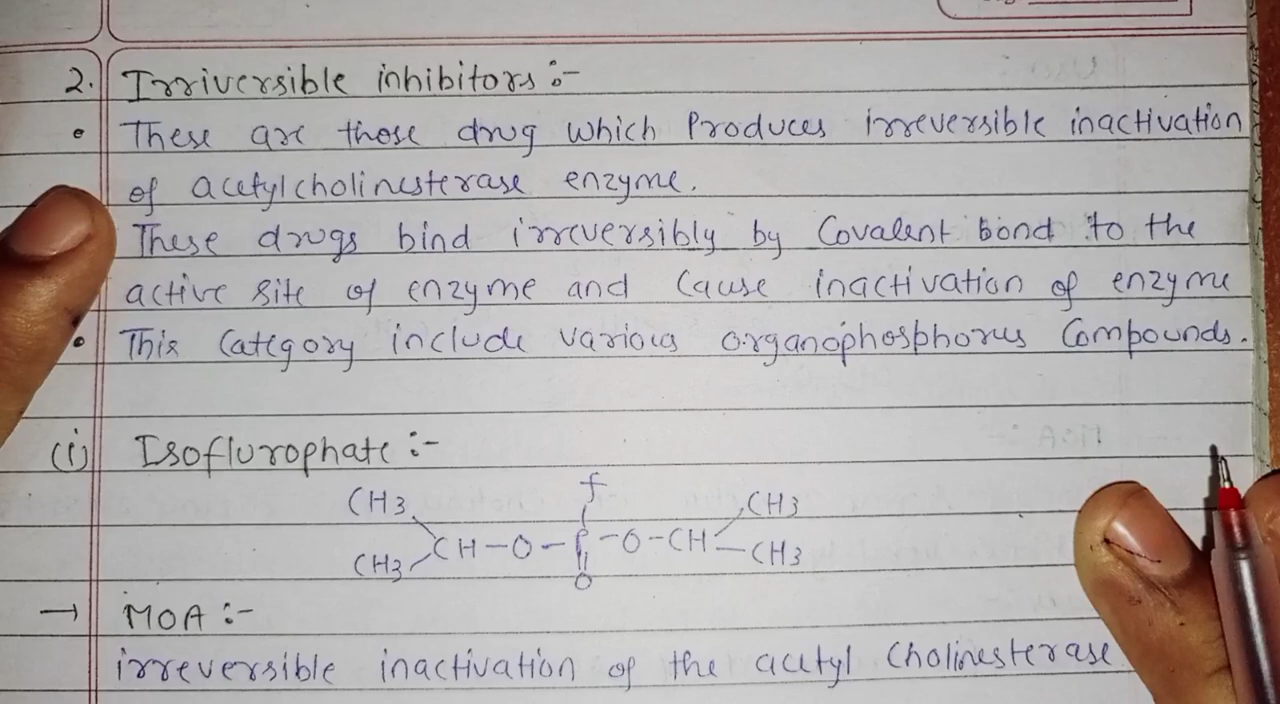 2. Irriversible inhibitors :-
• These are those drug which Produces irreversible inactivation
of acetylcholinesterase enzyme.
These drugs bind irreversibly by Covalent bond to the
active site of enzyme and Cause inactivation of enzyme
• This Category include various organophosphorus Compounds.
(i) Isoflurophate :-
f
CH3 CH3
CH-O-P-O-CH
CH3 CH3
O
→ MOA :-
irreversible inactivation of the acetyl Cholinesterase